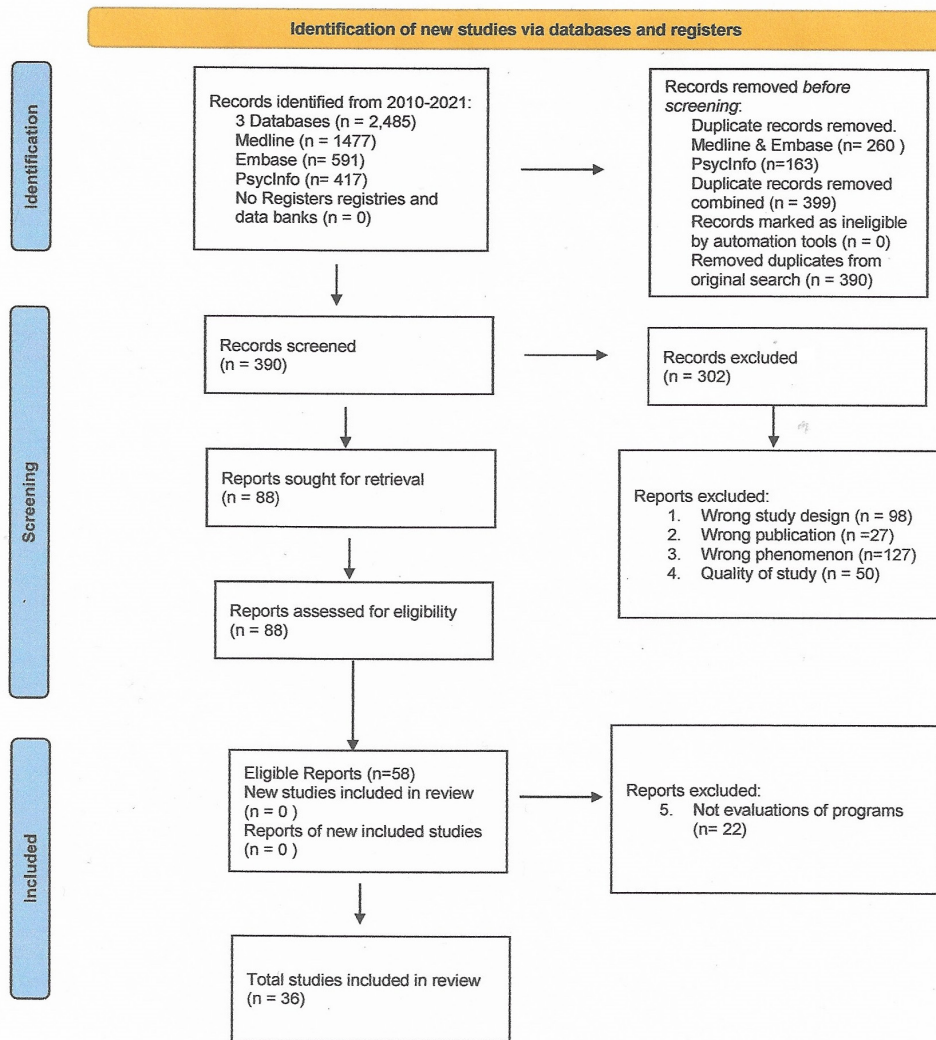 Identification of new studies via databases and registers
Identification
Records identified from 2010-2021:
3 Databases (n = 2,485)
Medline (n = 1477)
Embase (n= 591)
PsycInfo (n = 417)
No Registers registries and
data banks (n = 0)
Records removed before
screening:
Duplicate records removed.
Medline & Embase (n= 260 )
PsycInfo (n=163)
Duplicate records removed
combined (n = 399)
Records marked as ineligible
by automation tools (n = 0)
Removed duplicates from
original search (n = 390)
Screening
Records screened
(n = 390)
Records excluded
(n = 302)
Reports sought for retrieval
(n = 88)
Reports excluded:
1. Wrong study design (n = 98)
2. Wrong publication (n =27)
3. Wrong phenomenon (n=127)
4. Quality of study (n = 50)
Reports assessed for eligibility
(n = 88)
Included
Eligible Reports (n=58)
New studies included in review
(n = 0 )
Reports of new included studies
(n = 0 )
Reports excluded:
5. Not evaluations of programs
(n= 22)
Total studies included in review
(n = 36)